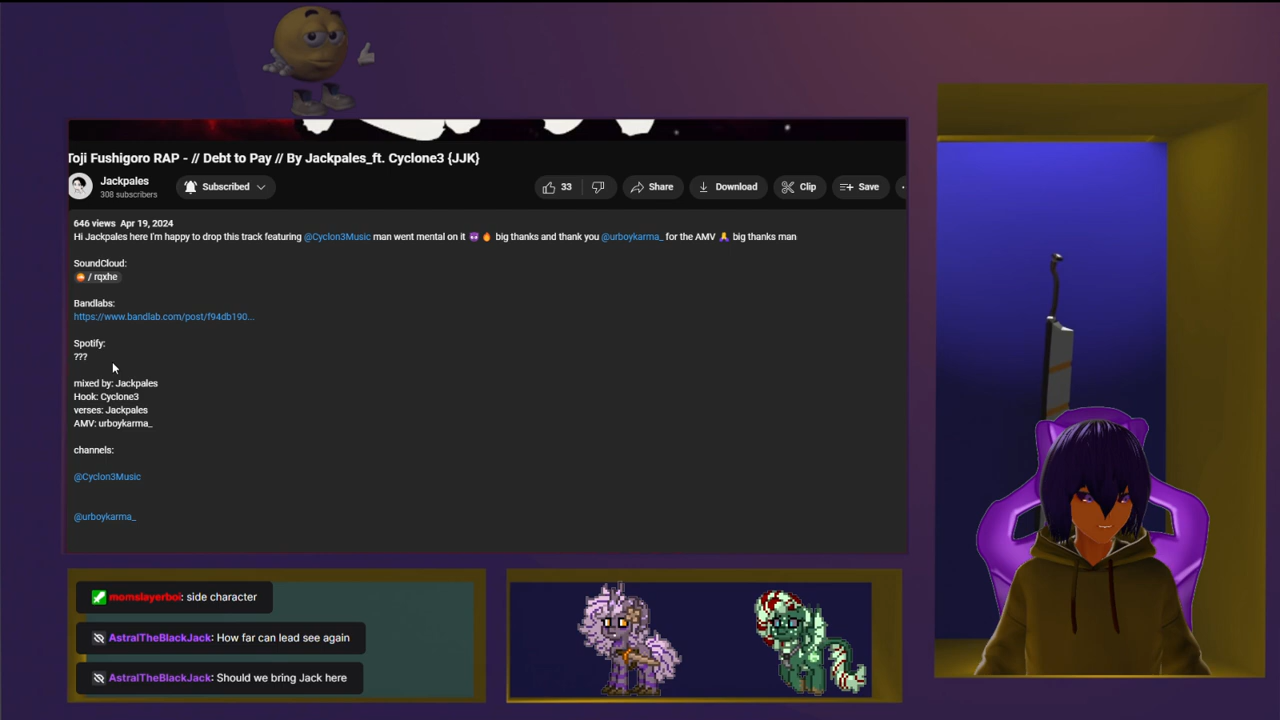 Toji Fushigoro RAP - // Debt to Pay // By Jackpales_ft. Cyclone3 {JJK}
Jackpales
308 subscribers
Subscribed
33
Share
Download
Clip
Save
646 views Apr 19, 2024
Hi Jackpales here I'm happy to drop this track featuring @Cyclon3Music man went mental on it 😈 🔥 big thanks and thank you @urboykarma_ for the AMV 🙏 big thanks man
SoundCloud:
/ rqxhe
Bandlabs:
https://www.bandlab.com/post/f94db190...
Spotify:
???
mixed by: Jackpales
Hook: Cyclone3
verses: Jackpales
AMV: urboykarma_
channels:
@Cyclon3Music
@urboykarma_
momslayerboi: side character
AstralTheBlackJack: How far can lead see again
AstralTheBlackJack: Should we bring Jack here